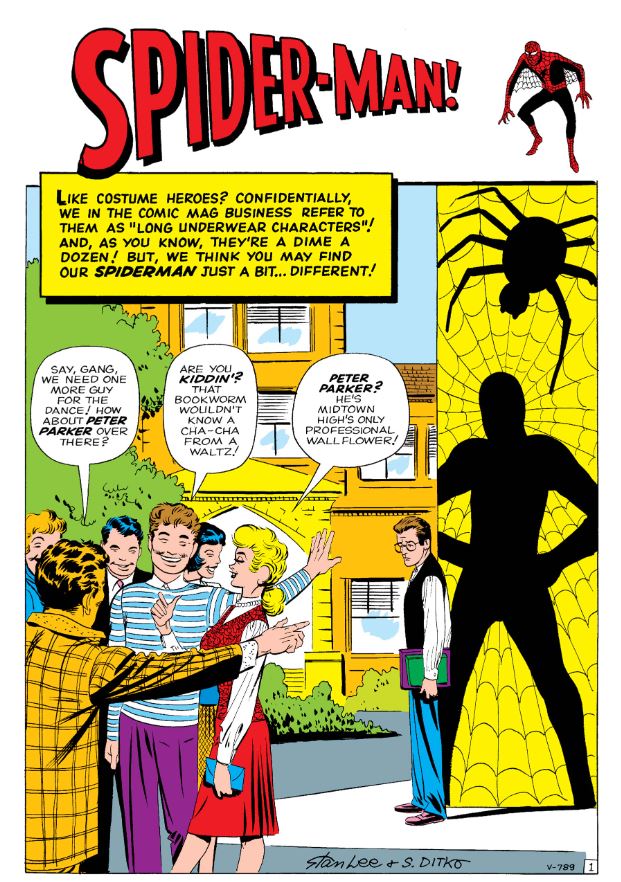 SPIDER-MAN!
LIKE COSTUME HEROES? CONFIDENTIALLY,
WE IN THE COMIC MAG BUSINESS REFER TO
THEM AS "LONG UNDERWEAR CHARACTERS"!
AND, AS YOU KNOW, THEY'RE A DIME A
DOZEN! BUT, WE THINK YOU MAY FIND
OUR SPIDERMAN JUST A BIT... DIFFERENT!
SAY, GANG,
WE NEED ONE
MORE GUY
FOR THE
DANCE! HOW
ABOUT PETER
PARKER OVER
THERE?
ARE YOU
KIDDIN'?
THAT
BOOKWORM
WOULDN'T
KNOW A
CHA-CHA
FROM A
WALTZ!
PETER
PARKER?
HE'S
MIDTOWN
HIGH'S ONLY
PROFESSIONAL
WALLFLOWER!
Stan Lee & S. DITKO
V-789
1